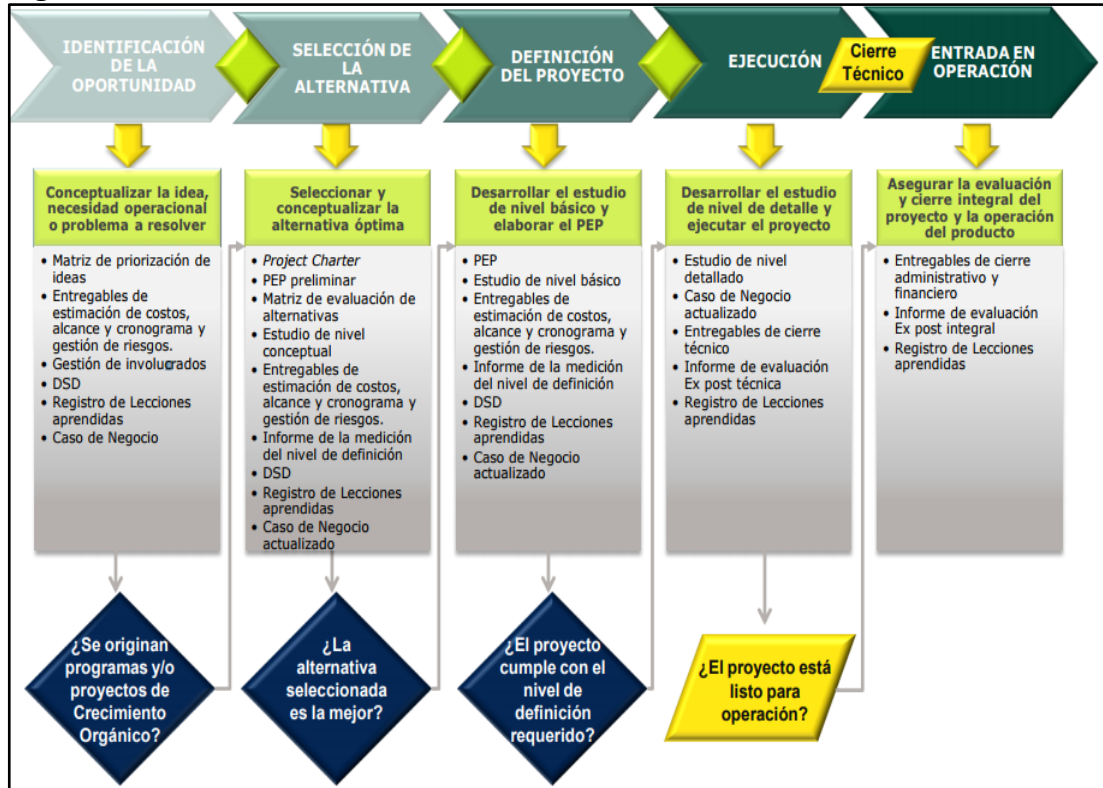 IDENTIFICACIÓN
DE LA
OPORTUNIDAD
SELECCIÓN DE
LA
ALTERNATIVA
DEFINICIÓN
DEL PROYECTO
EJECUCIÓN
Cierre
Técnico
ENTRADA EN
OPERACIÓN
Conceptualizar la idea,
necesidad operacional
o problema a resolver
• Matriz de priorización de
ideas
• Entregables de
estimación de costos,
alcance y cronograma y
gestión de riesgos.
• Gestión de involucrados
• DSD
• Registro de Lecciones
aprendidas
• Caso de Negocio
¿Se originan
programas y/o
proyectos de
Crecimiento
Orgánico?
Seleccionar y
conceptualizar la
alternativa óptima
• Project Charter
• PEP preliminar
• Matriz de evaluación de
alternativas
• Estudio de nivel
conceptual
• Entregables de
estimación de costos,
alcance y cronograma y
gestión de riesgos.
• Informe de la medición
del nivel de definición
• DSD
• Registro de Lecciones
aprendidas
• Caso de Negocio
actualizado
¿La
alternativa
seleccionada
es la mejor?
Desarrollar el estudio
de nivel básico y
elaborar el PEP
• PEP
• Estudio de nivel básico
• Entregables de
estimación de costos,
alcance y cronograma y
gestión de riesgos.
• Informe de la medición
del nivel de definición
• DSD
• Registro de Lecciones
aprendidas
• Caso de Negocio
actualizado
¿El proyecto
cumple con el
nivel de
definición
requerido?
Desarrollar el estudio
de nivel de detalle y
ejecutar el proyecto
• Estudio de nivel
detallado
• Caso de Negocio
actualizado
• Entregables de cierre
técnico
• Informe de evaluación
Ex post técnica
• Registro de Lecciones
aprendidas
¿El proyecto está
listo para
operación?
Asegurar la evaluación
y cierre integral del
proyecto y la operación
del producto
• Entregables de cierre
administrativo y
financiero
• Informe de evaluación
Ex post integral
• Registro de Lecciones
aprendidas